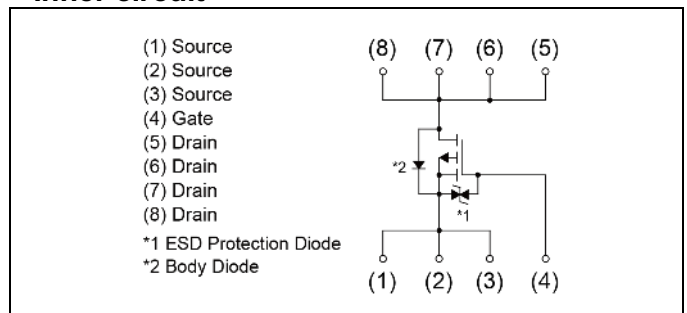 Inner circuit
(1) Source
(2) Source
(3) Source
(4) Gate
(5) Drain
(6) Drain
(7) Drain
(8) Drain
*1 ESD Protection Diode
*2 Body Diode
(8) (7) (6) (5)
*2
*1
(1) (2) (3) (4)